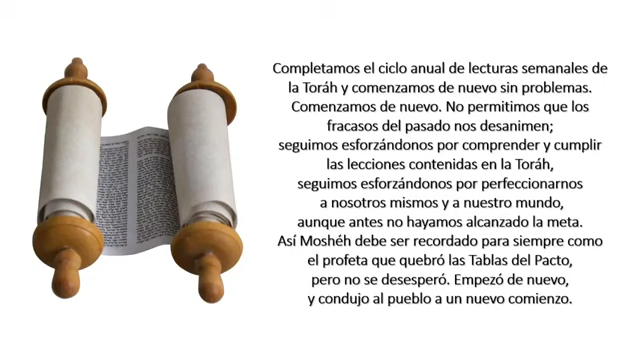 Completamos el ciclo anual de lecturas semanales de
la Toráh y comenzamos de nuevo sin problemas.
Comenzamos de nuevo. No permitimos que los
fracasos del pasado nos desanimen;
seguimos esforzándonos por comprender y cumplir
las lecciones contenidas en la Toráh,
seguimos esforzándonos por perfeccionarnos
a nosotros mismos y a nuestro mundo,
aunque antes no hayamos alcanzado la meta.
Así Moshéh debe ser recordado para siempre como
el profeta que quebró las Tablas del Pacto,
pero no se desesperó. Empezó de nuevo,
y condujo al pueblo a un nuevo comienzo.